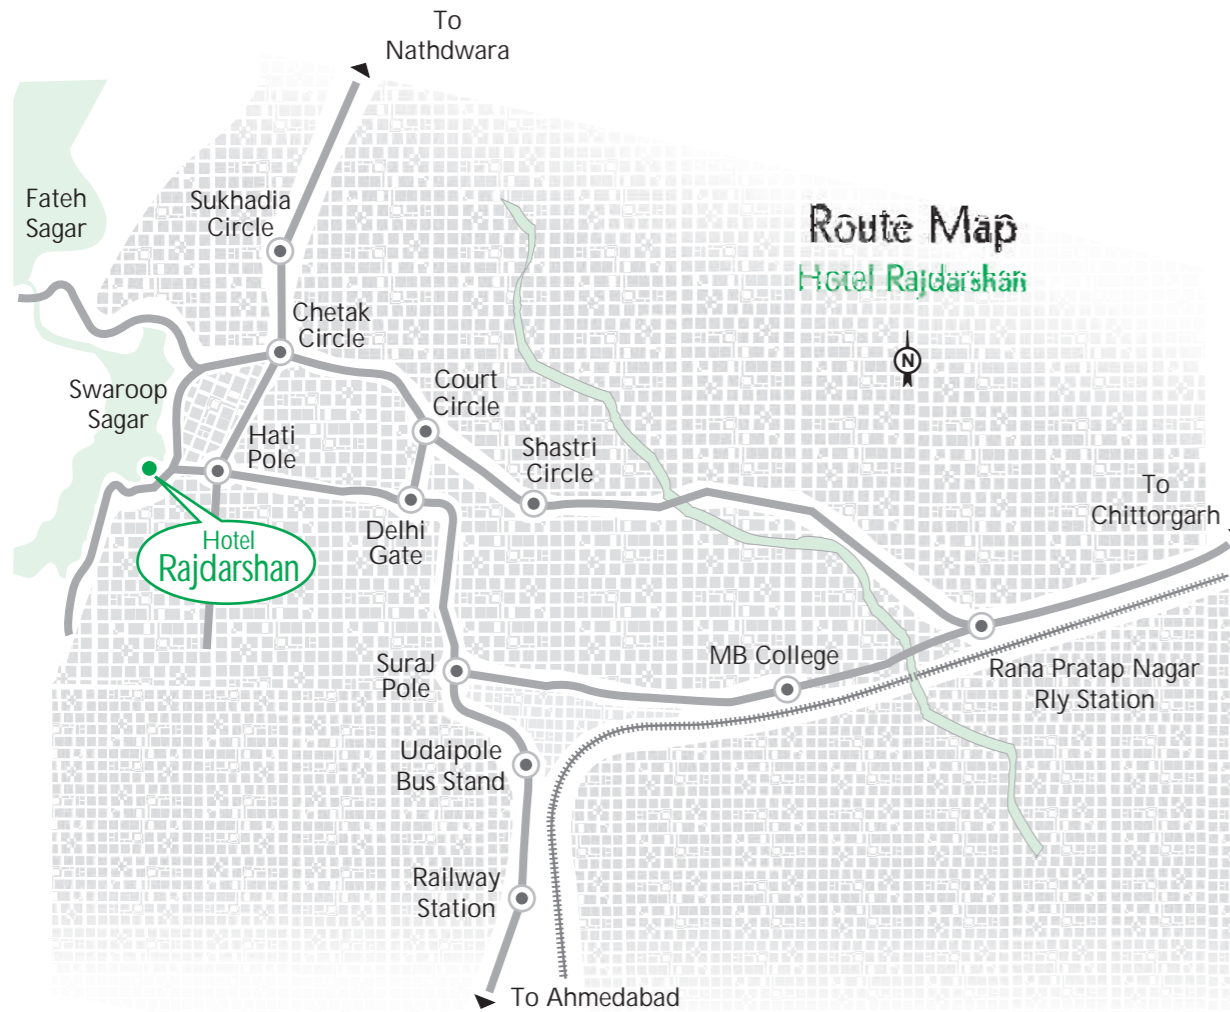 To
Nathdwara
Fateh
Sagar
Sukhadia
Circle
Route Map
Hotel Rajdarshan
Chetak
Circle
N
Court
Circle
Swaroop
Sagar
Hati
Pole
Shastri
Circle
To
Chittorgarh
Delhi
Gate
Hotel
Rajdarshan
SuraJ
Pole
MB College
Rana Pratap Nagar
Rly Station
Udaipole
Bus Stand
Railway
Station
To Ahmedabad